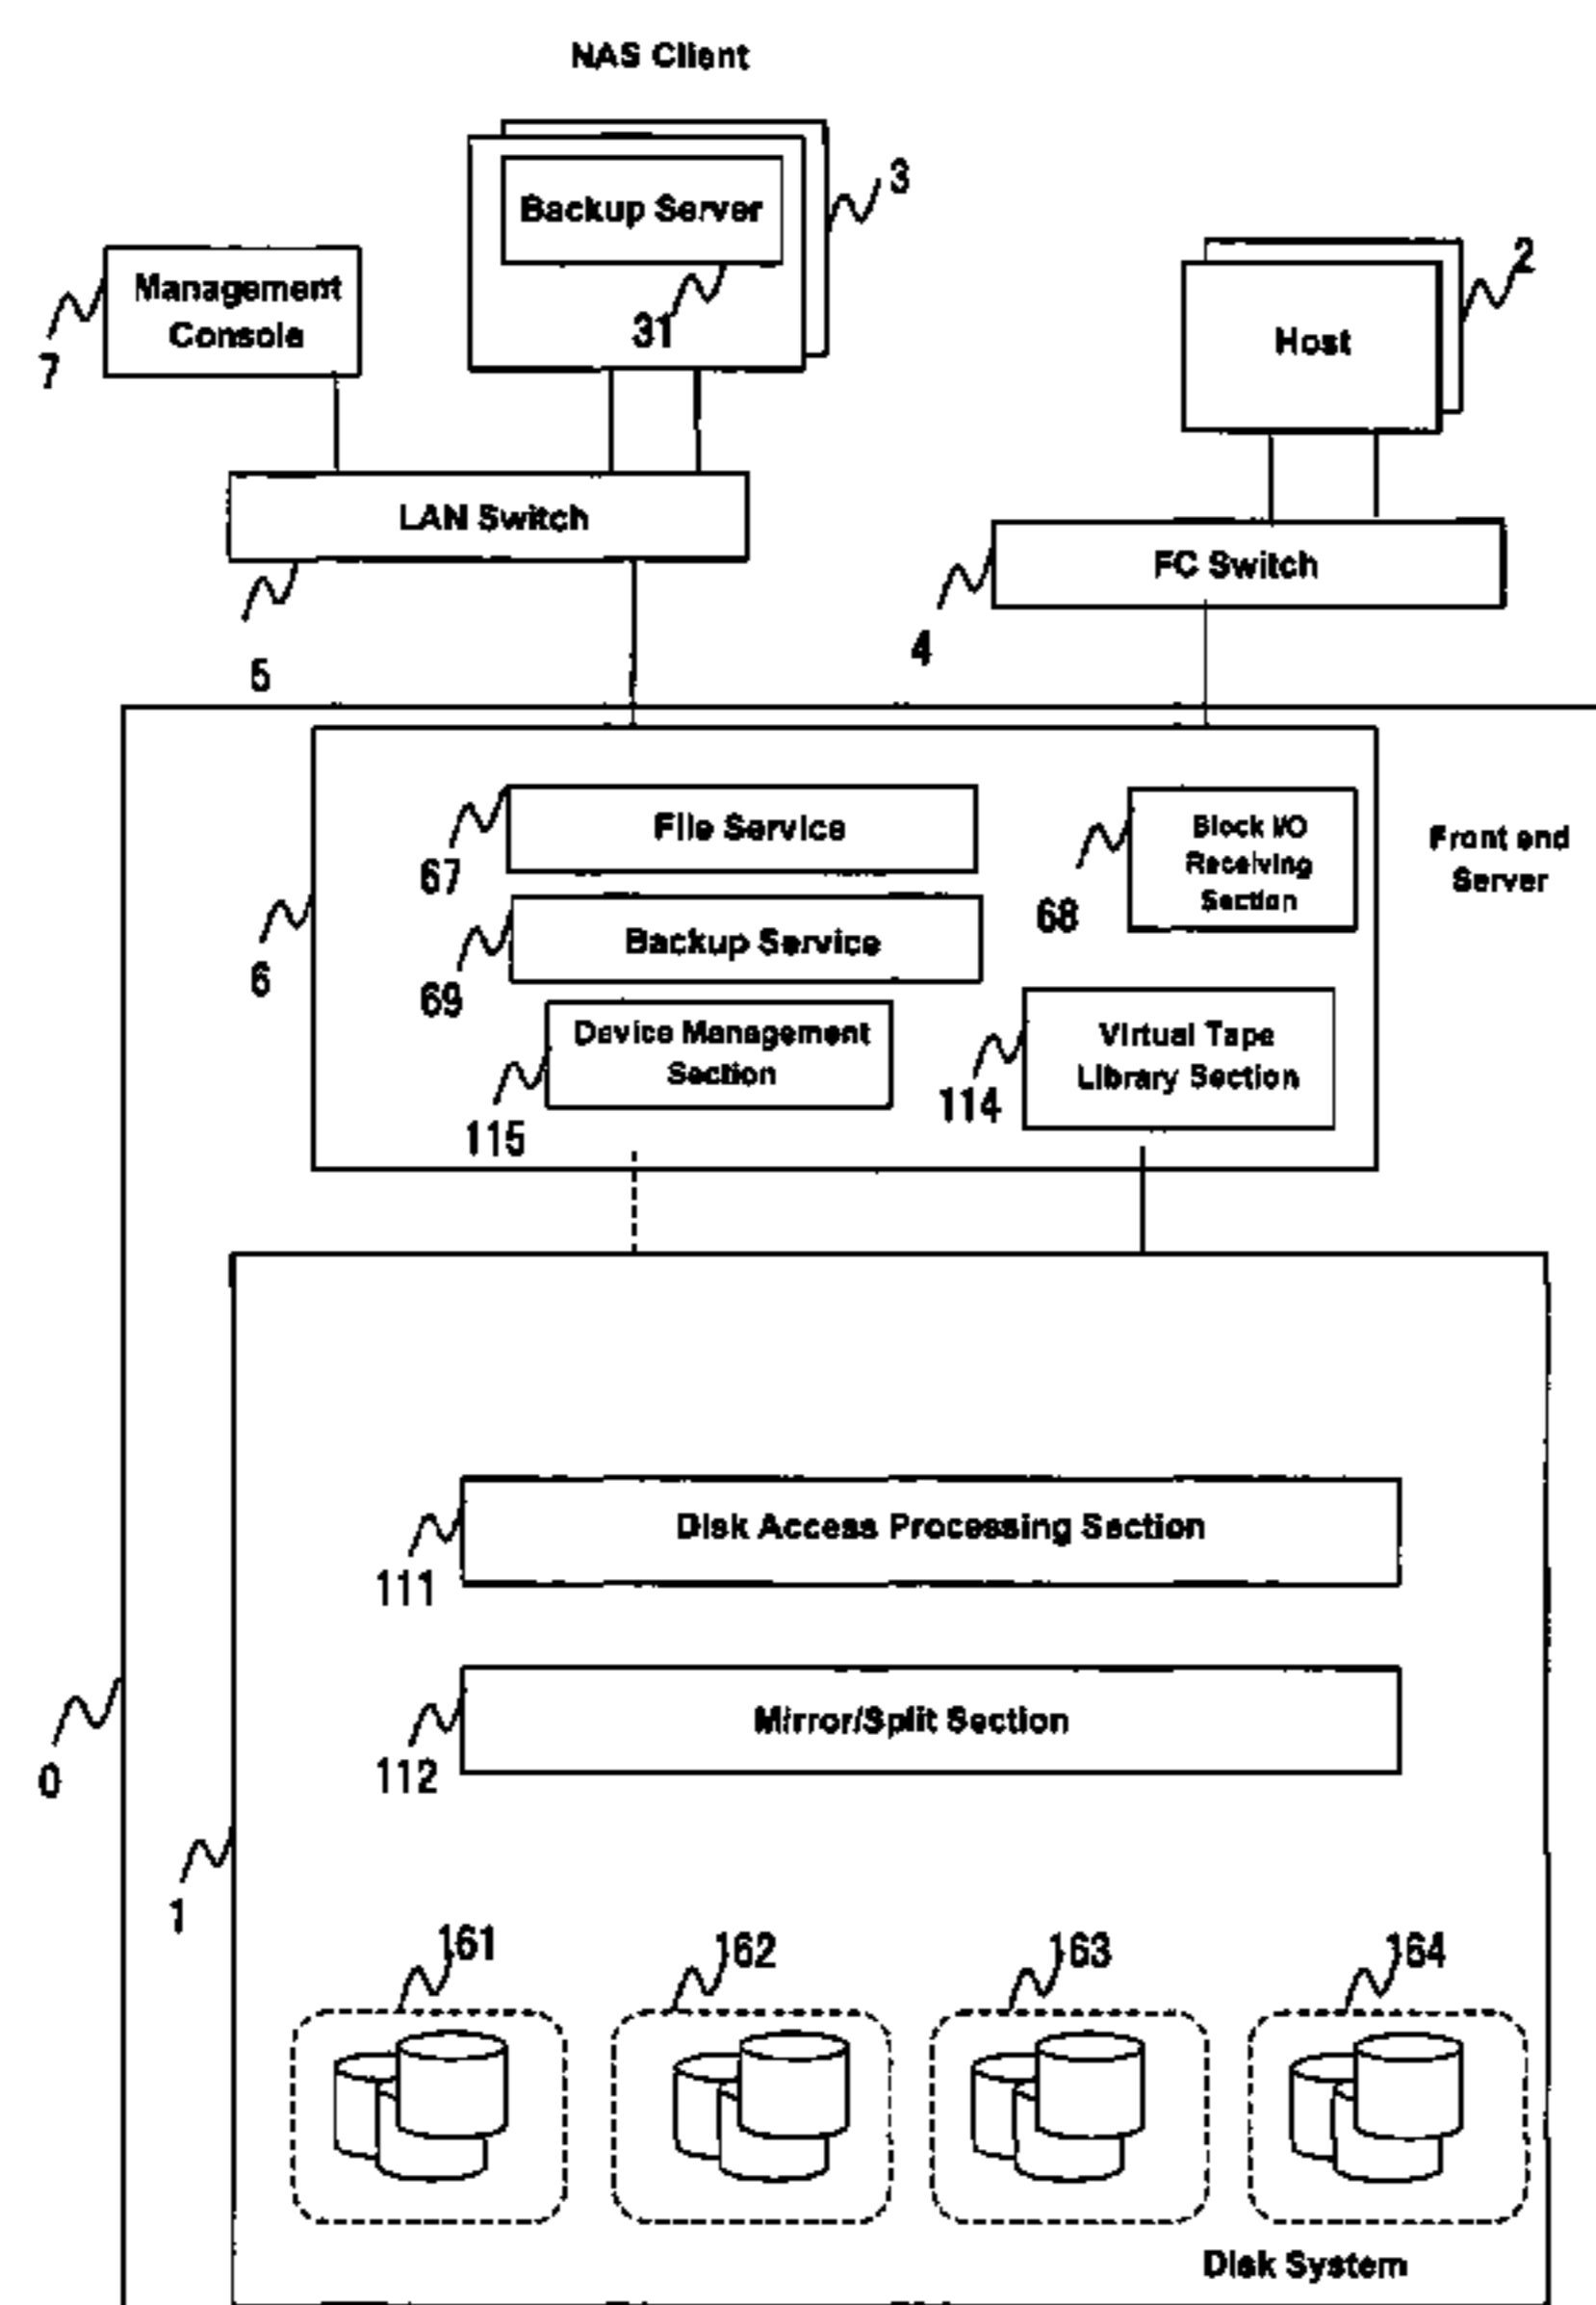 NAS Client
Backup Server
3
31
Management
Console
7
Host
2
LAN Switch
5
FC Switch
4
File Service
67
Block I/O
Receiving
Section
68
Front end
Server
Backup Service
69
6
Device Management
Section
115
Virtual Tape
Library Section
114
Disk Access Processing Section
111
Mirror/Split Section
112
0
1
161
162
163
164
Disk System